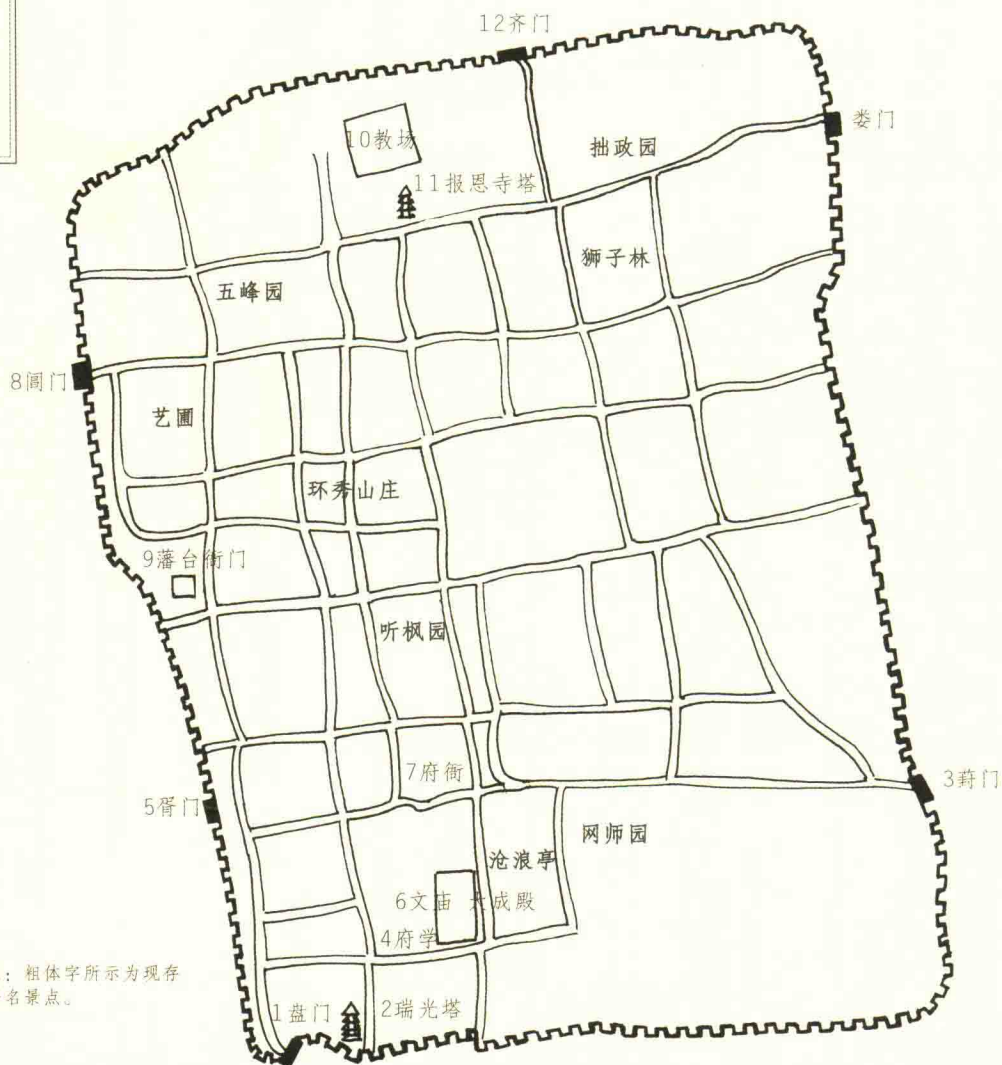 12齐门
娄门
10教场
拙政园
11报恩寺塔
狮子林
五峰园
8阊门
艺圃
环秀山庄
9藩台衙门
听枫园
7府衙
3葑门
5胥门
网师园
沧浪亭
6文庙 大成殿
4府学
：粗体字所示为现存
名景点。
1盘门
2瑞光塔